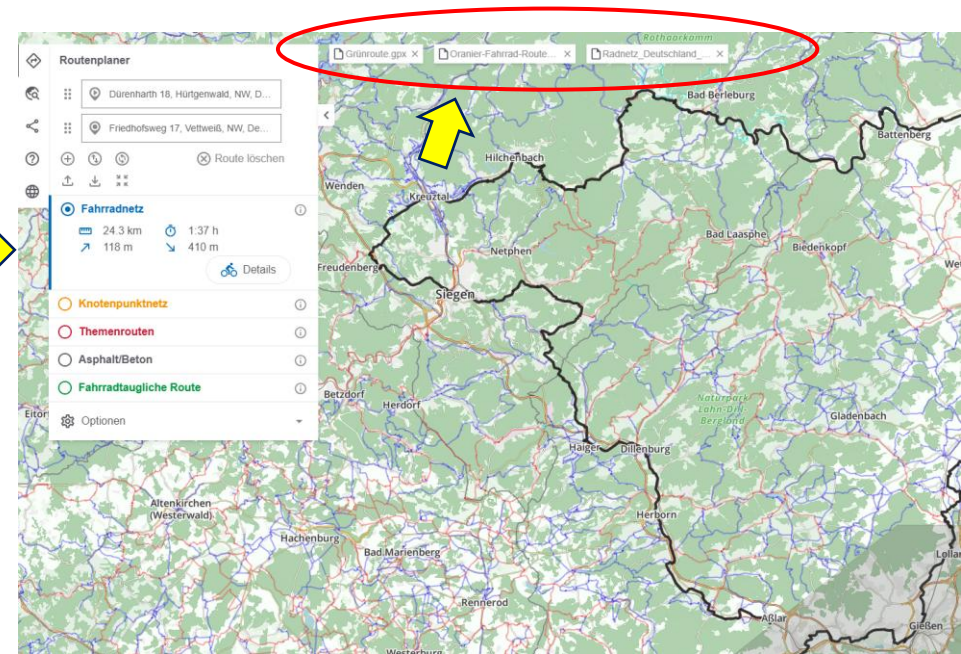 Rothaarkamm
Grünroute.gpx ×
Oranier-Fahrrad-Route... ×
Radnetz_Deutschland_... ×
Routenplaner
Dürenharth 18, Hürtgenwald, NW, D...
Friedhofsweg 17, Vettweiß, NW, De...
Route löschen
Fahrradnetz
24.3 km 1:37 h
118 m 410 m
Details
Knotenpunktnetz
Themenrouten
Asphalt/Beton
Fahrradtaugliche Route
Optionen
Bad Berleburg
Battenberg
Hilchenbach
Wenden
Kreuztal
Netphen
Bad Laasphe
Biedenkopf
Freudenberg
Siegen
Betzdorf
Herdorf
Naturpark
Lahn-Dill-
Bergland
Gladenbach
Haiger
Dillenburg
Altenkirchen
(Westerwald)
Hachenburg
Herborn
Bad Marienberg
Rennerod
Aßlar
Gießen
Westerburg